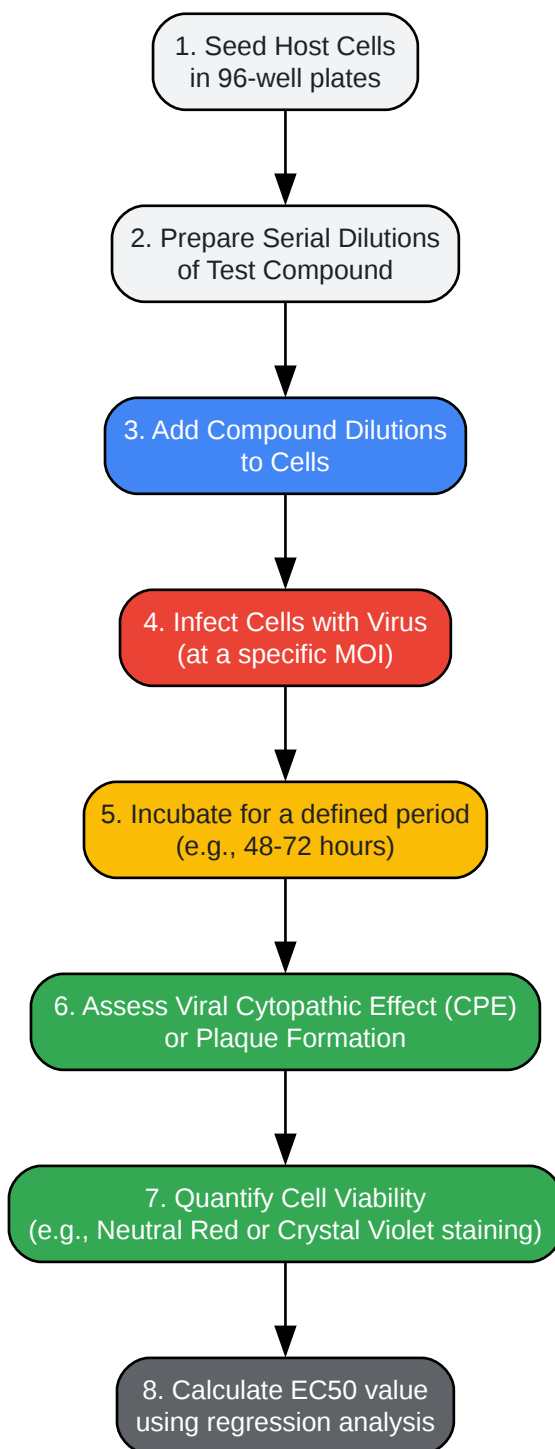 1. Seed Host Cells
in 96-well plates
2. Prepare Serial Dilutions
of Test Compound
3. Add Compound Dilutions
to Cells
4. Infect Cells with Virus
(at a specific MOI)
5. Incubate for a defined period
(e.g., 48-72 hours)
6. Assess Viral Cytopathic Effect (CPE)
or Plaque Formation
7. Quantify Cell Viability
(e.g., Neutral Red or Crystal Violet staining)
8. Calculate EC50 value
using regression analysis